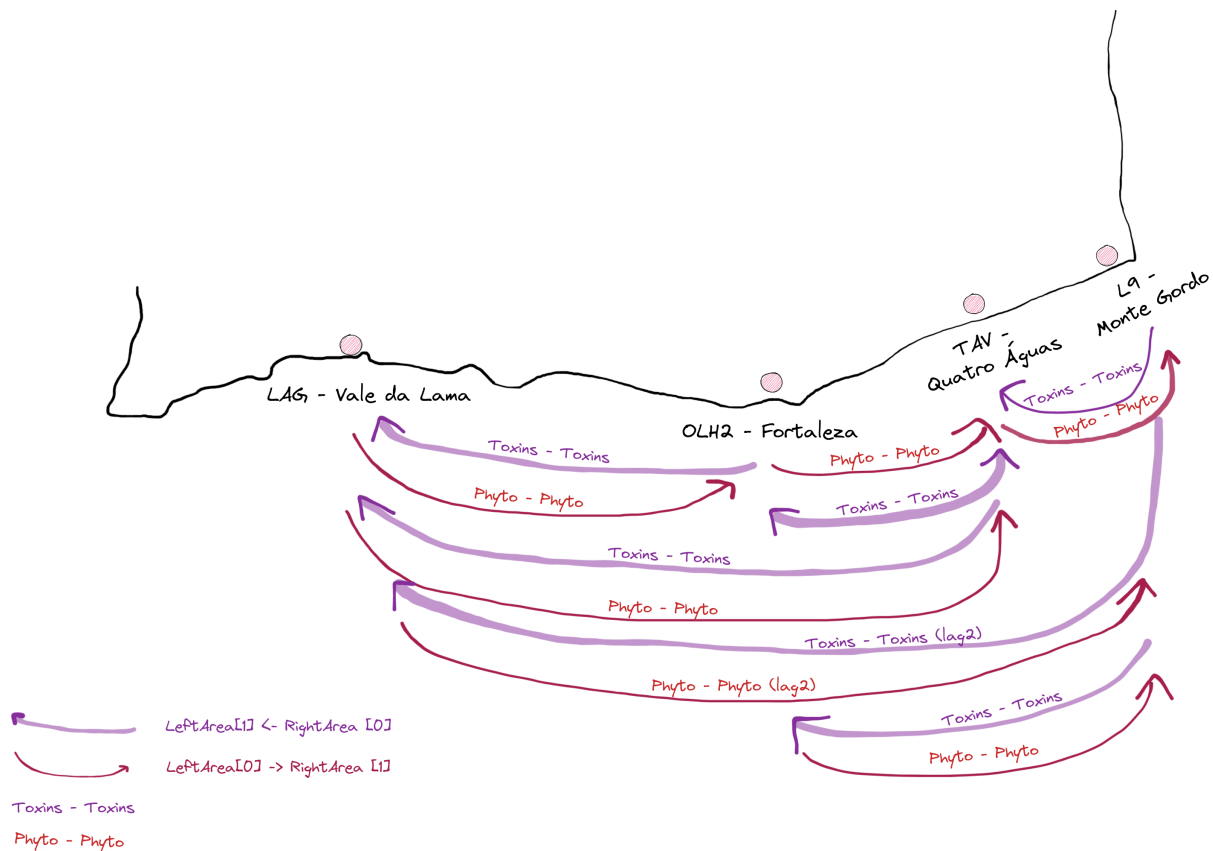 L9 -
Monte Gordo
TAV -
Quatro Águas
LAG - Vale da Lama
OLH2 - Fortaleza
Toxins - Toxins
Phyto - Phyto
Toxins - Toxins
Phyto - Phyto
Phyto - Phyto
Toxins - Toxins
Toxins - Toxins
Phyto - Phyto
Toxins - Toxins (lag2)
Phyto - Phyto (lag2)
Toxins - Toxins
Phyto - Phyto
LeftArea[1] <- RightArea [0]
LeftArea[0] -> RightArea [1]
Toxins - Toxins
Phyto - Phyto